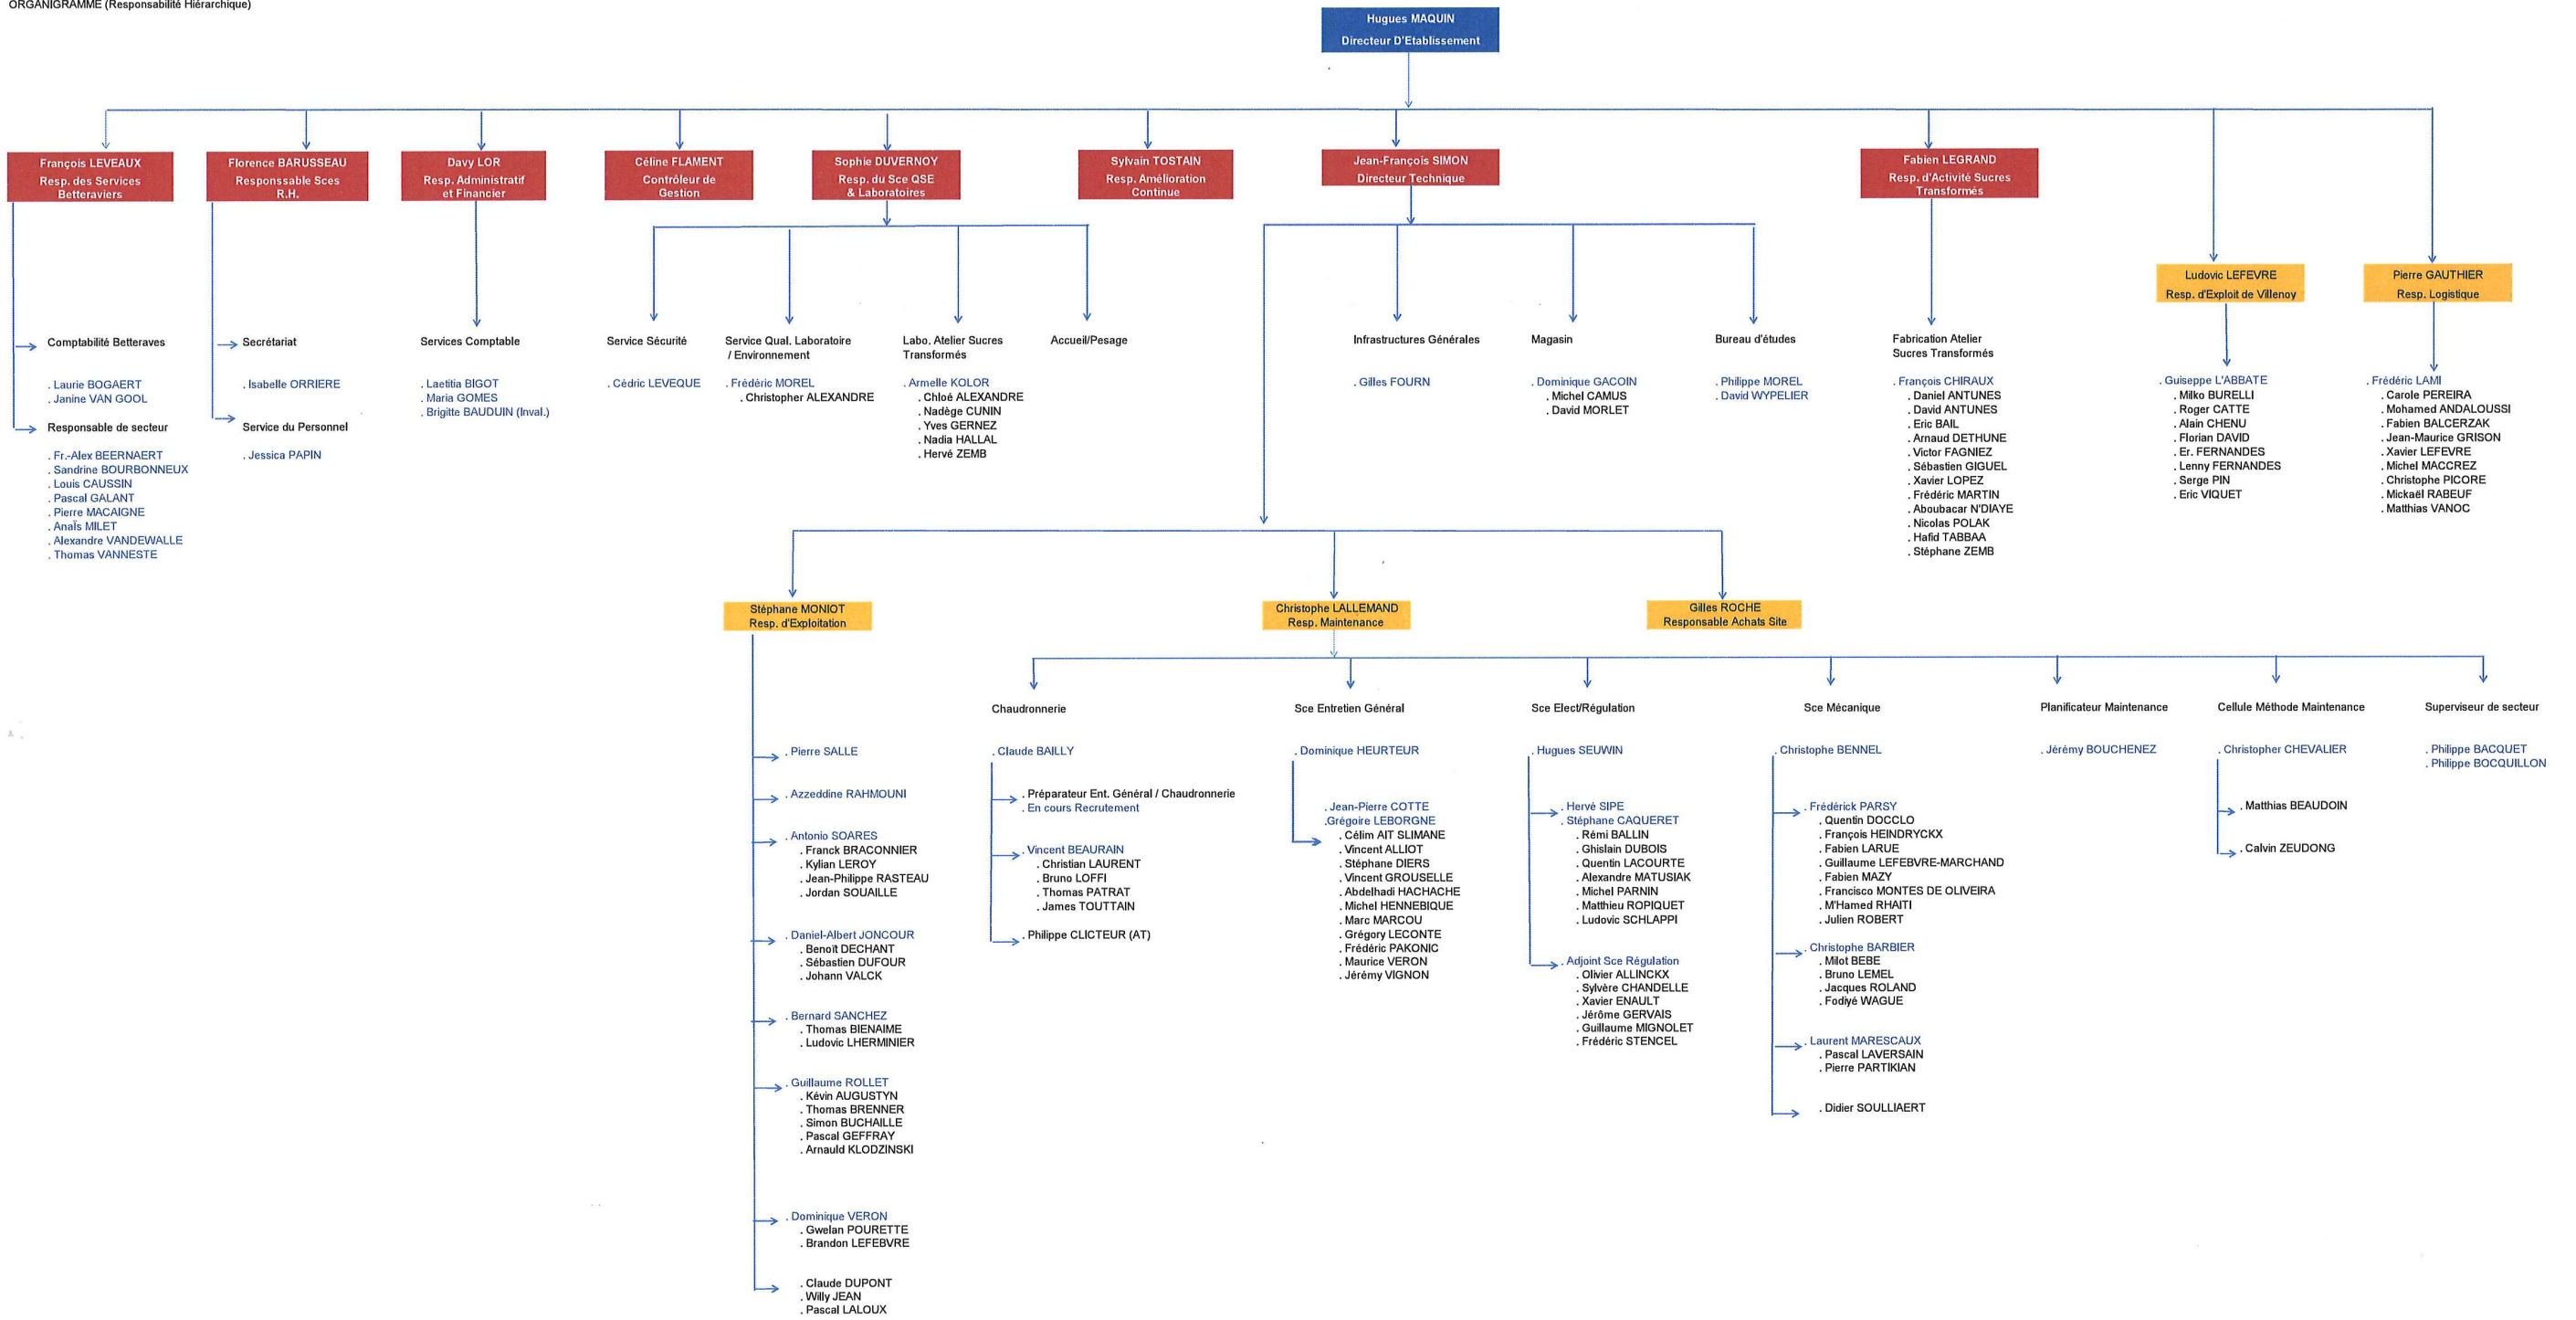 ORGANIGRAMME (Responsabilité Hiérarchique)
Hugues MAQUIN
Directeur D'Etablissement
François LEVEAUX
Resp. des Services
Betteraviers
Florence BARUSSEAU
Responssable Sces
R.H.
Davy LOR
Resp. Administratif
et Financier
Céline FLAMENT
Contrôleur de
Gestion
Sophie DUVERNOY
Resp. du Sce QSE
& Laboratoires
Sylvain TOSTAIN
Resp. Amélioration
Continue
Jean-François SIMON
Directeur Technique
Fabien LEGRAND
Resp. d'Activité Sucres
Transformés
Ludovic LEFEVRE
Resp. d'Exploit de Villenoy
Pierre GAUTHIER
Resp. Logistique
Comptabilité Betteraves
. Laurie BOGAERT
. Janine VAN GOOL
Responsable de secteur
. Fr.-Alex BEERNAERT
. Sandrine BOURBONNEUX
. Louis CAUSSIN
. Pascal GALANT
. Pierre MACAIGNE
. Anaïs MILET
. Alexandre VANDEWALLE
. Thomas VANNESTE
Secrétariat
. Isabelle ORRIERE
Service du Personnel
. Jessica PAPIN
Services Comptable
. Laetitia BIGOT
. Maria GOMES
. Brigitte BAUDUIN (Inval.)
Service Sécurité
. Cédric LEVEQUE
Service Qual. Laboratoire
/ Environnement
. Frédéric MOREL
. Christopher ALEXANDRE
Labo. Atelier Sucres
Transformés
. Armelle KOLOR
. Chloé ALEXANDRE
. Nadège CUNIN
. Yves GERNEZ
. Nadia HALLAL
. Hervé ZEMB
Accueil/Pesage
Infrastructures Générales
. Gilles FOURN
Magasin
. Dominique GACOIN
. Michel CAMUS
. David MORLET
Bureau d'études
. Philippe MOREL
. David WYPELIER
Fabrication Atelier
Sucres Transformés
. François CHIRAUX
. Daniel ANTUNES
. David ANTUNES
. Eric BAIL
. Arnaud DETHUNE
. Victor FAGNIEZ
. Sébastien GIGUEL
. Xavier LOPEZ
. Frédéric MARTIN
. Aboubacar N'DIAYE
. Nicolas POLAK
. Hafid TABBAA
. Stéphane ZEMB
. Guiseppe L'ABBATE
. Milko BURELLI
. Roger CATTE
. Alain CHENU
. Florian DAVID
. Er. FERNANDES
. Lenny FERNANDES
. Serge PIN
. Eric VIQUET
. Frédéric LAMI
. Carole PEREIRA
. Mohamed ANDALOUSSI
. Fabien BALCERZAK
. Jean-Maurice GRISON
. Xavier LEFEVRE
. Michel MACCREZ
. Christophe PICORE
. Mickaël RABEUF
. Matthias VANOC
Stéphane MONIOT
Resp. d'Exploitation
Christophe LALLEMAND
Resp. Maintenance
Gilles ROCHE
Responsable Achats Site
. Pierre SALLE
. Azzeddine RAHMOUNI
. Antonio SOARES
. Franck BRACONNIER
. Kylian LEROY
. Jean-Philippe RASTEAU
. Jordan SOUAILLE
. Daniel-Albert JONCOUR
. Benoît DECHANT
. Sébastien DUFOUR
. Johann VALCK
. Bernard SANCHEZ
. Thomas BIENAIME
. Ludovic LHERMINIER
. Guillaume ROLLET
. Kévin AUGUSTYN
. Thomas BRENNER
. Simon BUCHAILLE
. Pascal GEFFRAY
. Arnauld KLODZINSKI
. Dominique VERON
. Gwelan POURETTE
. Brandon LEFEBVRE
. Claude DUPONT
. Willy JEAN
. Pascal LALOUX
Chaudronnerie
. Claude BAILLY
. Préparateur Ent. Général / Chaudronnerie
. En cours Recrutement
. Vincent BEAURAIN
. Christian LAURENT
. Bruno LOFFI
. Thomas PATRAT
. James TOUTTAIN
. Philippe CLICTEUR (AT)
Sce Entretien Général
. Dominique HEURTEUR
. Jean-Pierre COTTE
.Grégoire LEBORGNE
. Célim AIT SLIMANE
. Vincent ALLIOT
. Stéphane DIERS
. Vincent GROUSELLE
. Abdelhadi HACHACHE
. Michel HENNEBIQUE
. Marc MARCOU
. Grégory LECONTE
. Frédéric PAKONIC
. Maurice VERON
. Jérémy VIGNON
Sce Elect/Régulation
. Hugues SEUWIN
. Hervé SIPE
. Stéphane CAQUERET
. Rémi BALLIN
. Ghislain DUBOIS
. Quentin LACOURTE
. Alexandre MATUSIAK
. Michel PARNIN
. Matthieu ROPIQUET
. Ludovic SCHLAPPI
. Adjoint Sce Régulation
. Olivier ALLINCKX
. Sylvère CHANDELLE
. Xavier ENAULT
. Jérôme GERVAIS
. Guillaume MIGNOLET
. Frédéric STENCEL
Sce Mécanique
. Christophe BENNEL
. Frédérick PARSY
. Quentin DOCCLO
. François HEINDRYCKX
. Fabien LARUE
. Guillaume LEFEBVRE-MARCHAND
. Fabien MAZY
. Francisco MONTES DE OLIVEIRA
. M'Hamed RHAITI
. Julien ROBERT
. Christophe BARBIER
. Milot BEBE
. Bruno LEMEL
. Jacques ROLAND
. Fodiyé WAGUE
. Laurent MARESCAUX
. Pascal LAVERSAIN
. Pierre PARTIKIAN
. Didier SOULLIAERT
Planificateur Maintenance
. Jérémy BOUCHENEZ
Cellule Méthode Maintenance
. Christopher CHEVALIER
. Matthias BEAUDOIN
. Calvin ZEUDONG
Superviseur de secteur
. Philippe BACQUET
. Philippe BOCQUILLON